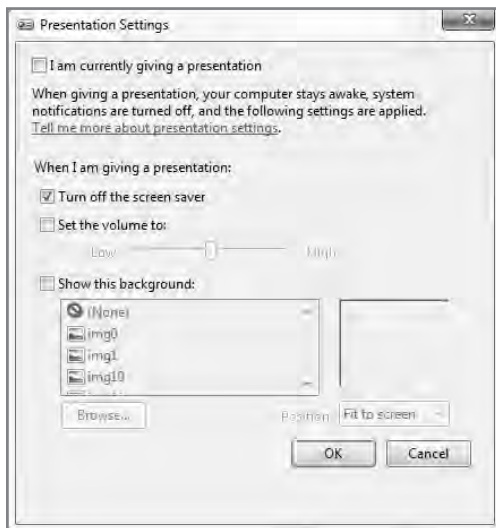 Presentation Settings
I am currently giving a presentation
When giving a presentation, your computer stays awake, system
notifications are turned off, and the following settings are applied.
Tell me more about presentation settings.
When I am giving a presentation:
Turn off the screen saver
Set the volume to:
Low High
Show this background:
(None)
img0
img1
img10
Browse...
Position Fit to screen
OK Cancel